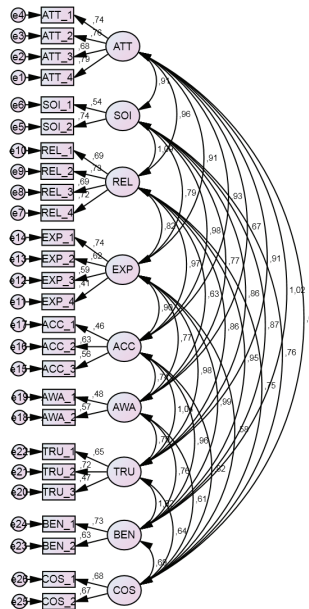 e4 ATT_1 ,74
e3 ATT_2 ,76
e2 ATT_3 ,68
e1 ATT_4 ,79
ATT
,91
,96
e6 SOI_1 ,54
e5 SOI_2 ,74
SOI
,91
e10 REL_1 ,69
e9 REL_2
e8 REL_3 ,69
e7 REL_4 ,72
REL
,79
,98
,93
,67
,77
,91
,82
,97
,63
,86
1,02
e14 EXP_1 ,74
e13 EXP_2 ,62
e12 EXP_3 ,59
e11 EXP_4 ,41
EXP
,86
,87
,77
,95
,76
,98
,75
e17 ACC_1 ,46
e16 ACC_2 ,63
e15 ACC_3 ,56
ACC
,99
e19 AWA_1 ,48
e18 AWA_2 ,57
AWA
,96
e22 TRU_1 ,65
e21 TRU_2 ,72
e20 TRU_3 ,47
TRU
,76
,61
e24 BEN_1 ,73
e23 BEN_2 ,63
BEN
,64
e26 COS_1 ,68
e25 COS_2 ,67
COS